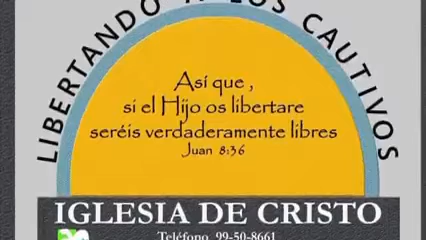 LIBERTANDO A LOS CAUTIVOS
Así que ,
si el Hijo os libertare
seréis verdaderamente libres
Juan 8:36
IGLESIA DE CRISTO
Teléfono 99-50-8661